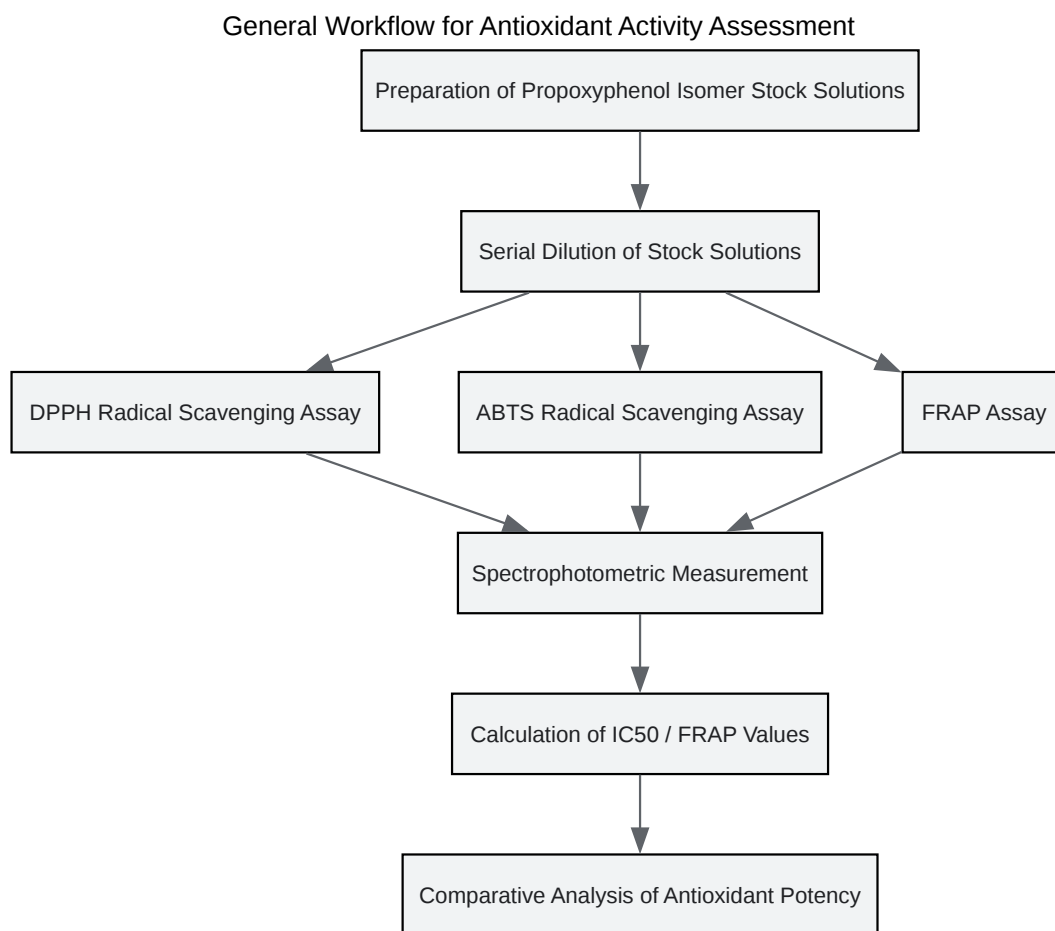 General Workflow for Antioxidant Activity Assessment
Preparation of Propoxyphenol Isomer Stock Solutions
Serial Dilution of Stock Solutions
DPPH Radical Scavenging Assay
ABTS Radical Scavenging Assay
FRAP Assay
Spectrophotometric Measurement
Calculation of IC50 / FRAP Values
Comparative Analysis of Antioxidant Potency